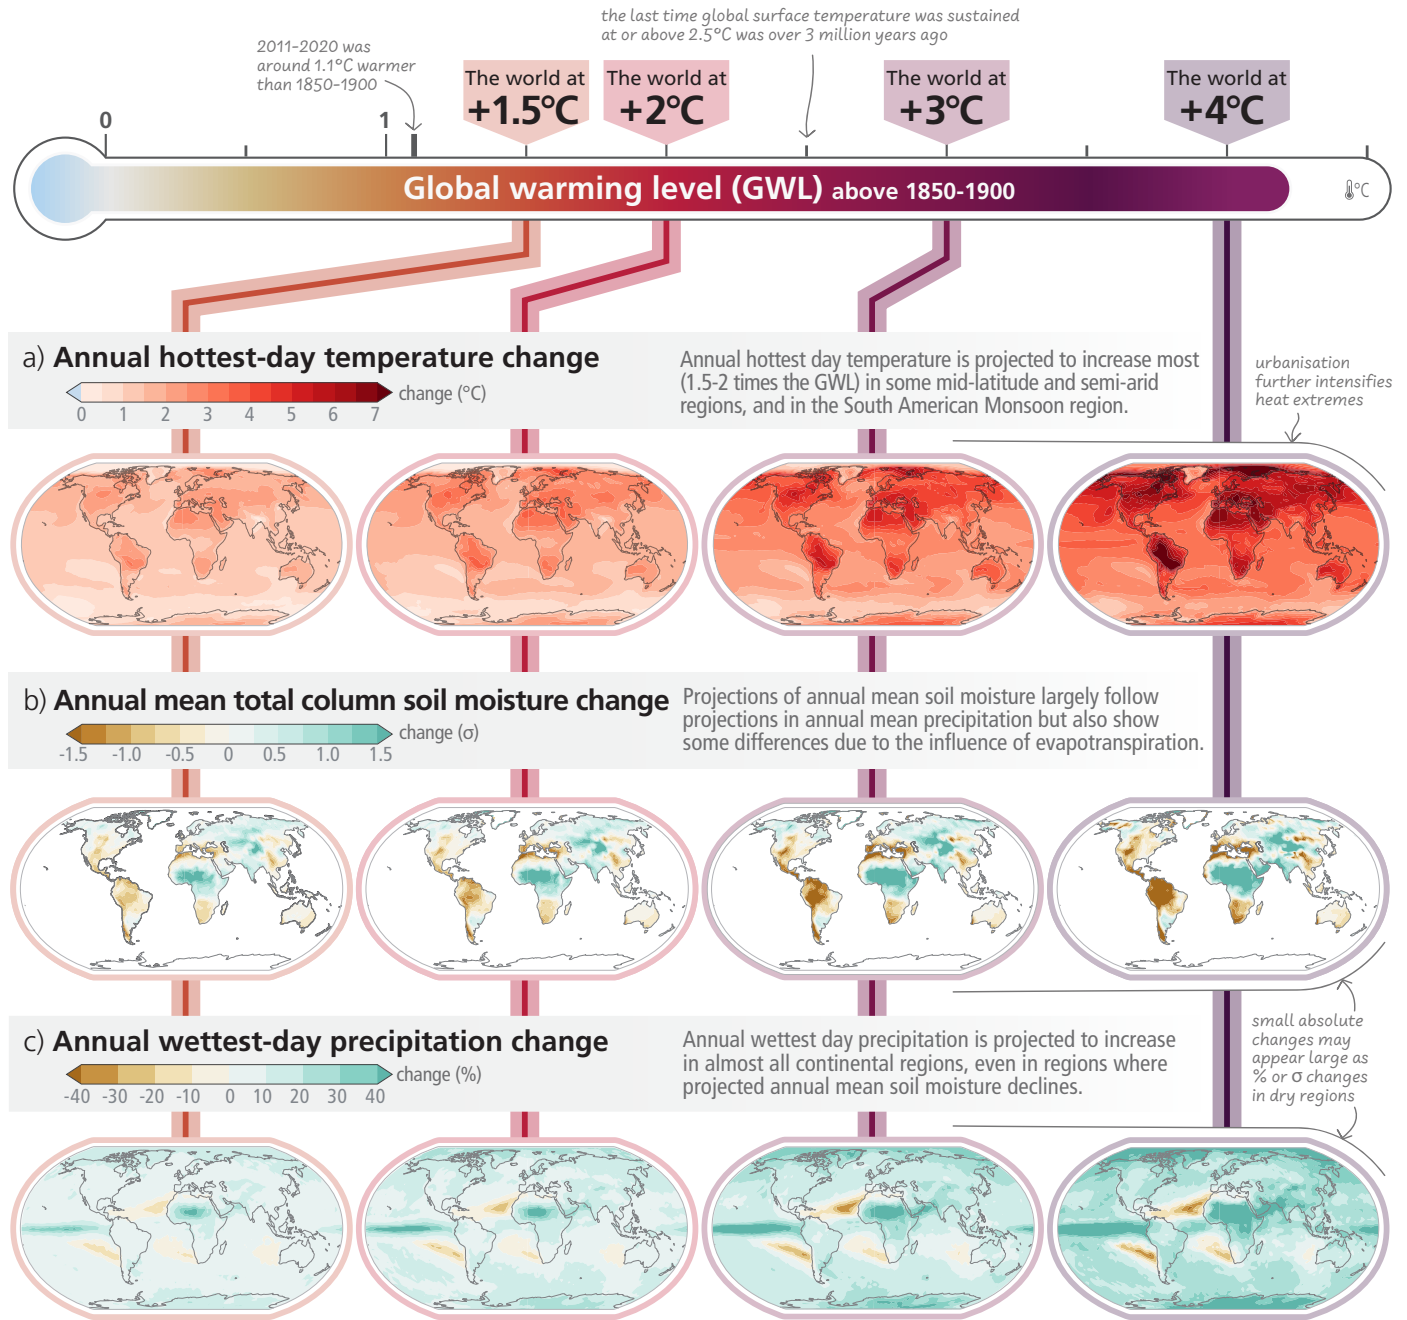 the last time global surface temperature was sustained
at or above 2.5°C was over 3 million years ago
2011-2020 was
around 1.1°C warmer
than 1850-1900
The world at
+1.5°C
The world at
+2°C
The world at
+3°C
The world at
+4°C
0
1
Global warming level (GWL) above 1850-1900
°C
a) Annual hottest-day temperature change
change (°C)
0 1 2 3 4 5 6 7
Annual hottest day temperature is projected to increase most
(1.5-2 times the GWL) in some mid-latitude and semi-arid
regions, and in the South American Monsoon region.
urbanisation
further intensifies
heat extremes
b) Annual mean total column soil moisture change
change (σ)
-1.5 -1.0 -0.5 0 0.5 1.0 1.5
Projections of annual mean soil moisture largely follow
projections in annual mean precipitation but also show
some differences due to the influence of evapotranspiration.
c) Annual wettest-day precipitation change
change (%)
-40 -30 -20 -10 0 10 20 30 40
Annual wettest day precipitation is projected to increase
in almost all continental regions, even in regions where
projected annual mean soil moisture declines.
small absolute
changes may
appear large as
% or σ changes
in dry regions